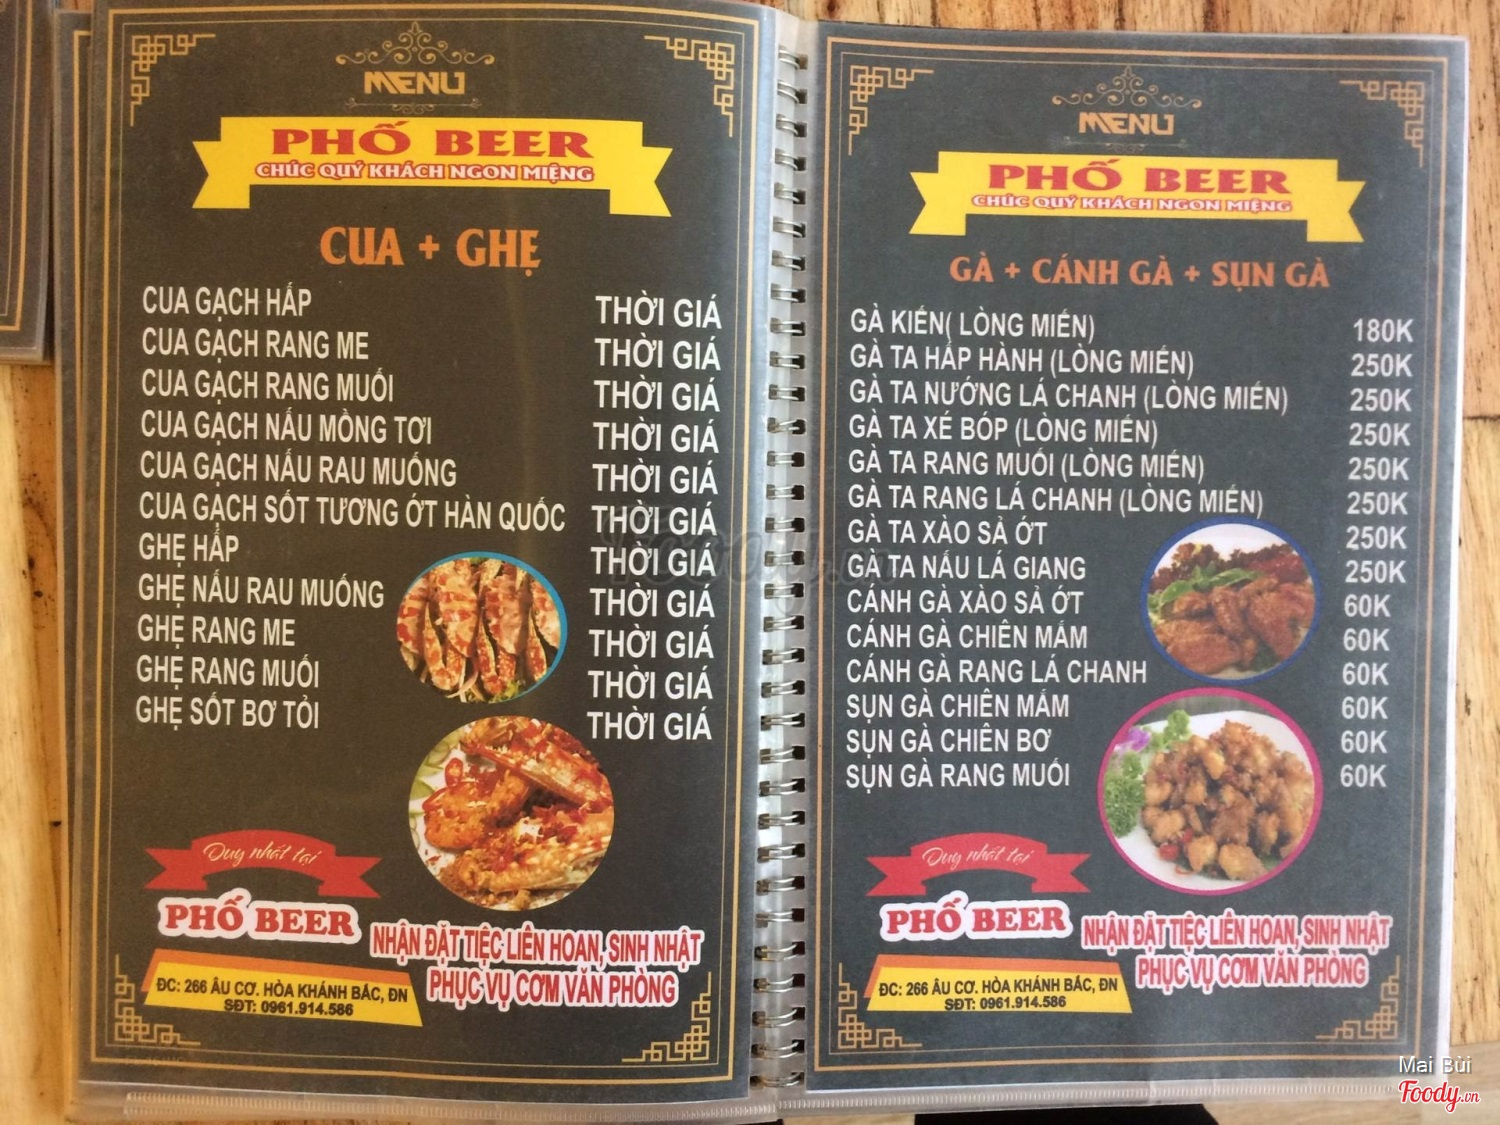 MENU
PHỐ BEER
CHÚC QUÝ KHÁCH NGON MIỆNG
CUA + GHẸ
CUA GẠCH HẤP THỜI GIÁ
CUA GẠCH RANG ME THỜI GIÁ
CUA GẠCH RANG MUỐI THỜI GIÁ
CUA GẠCH NẤU MỒNG TƠI THỜI GIÁ
CUA GẠCH NẤU RAU MUỐNG THỜI GIÁ
CUA GẠCH SỐT TƯƠNG ỚT HÀN QUỐC THỜI GIÁ
GHẸ HẤP THỜI GIÁ
GHẸ NẤU RAU MUỐNG THỜI GIÁ
GHẸ RANG ME THỜI GIÁ
GHẸ RANG MUỐI THỜI GIÁ
GHẸ SỐT BƠ TỎI THỜI GIÁ
Duy nhất tại
PHỐ BEER
NHẬN ĐẶT TIỆC LIÊN HOAN, SINH NHẬT
PHỤC VỤ CƠM VĂN PHÒNG
ĐC: 266 ÂU CƠ. HÒA KHÁNH BẮC, ĐN
SĐT: 0961.914.586
MENU
PHỐ BEER
CHÚC QUÝ KHÁCH NGON MIỆNG
GÀ + CÁNH GÀ + SỤN GÀ
GÀ KIẾN( LÒNG MIẾN) 180K
GÀ TA HẤP HÀNH (LÒNG MIẾN) 250K
GÀ TA NƯỚNG LÁ CHANH (LÒNG MIẾN) 250K
GÀ TA XÉ BÓP (LÒNG MIẾN) 250K
GÀ TA RANG MUỐI (LÒNG MIẾN) 250K
GÀ TA RANG LÁ CHANH (LÒNG MIẾN) 250K
GÀ TA XÀO SẢ ỚT 250K
GÀ TA NẤU LÁ GIANG 250K
CÁNH GÀ XÀO SẢ ỚT 60K
CÁNH GÀ CHIÊN MẮM 60K
CÁNH GÀ RANG LÁ CHANH 60K
SỤN GÀ CHIÊN MẮM 60K
SỤN GÀ CHIÊN BƠ 60K
SỤN GÀ RANG MUỐI 60K
Duy nhất tại
PHỐ BEER
NHẬN ĐẶT TIỆC LIÊN HOAN, SINH NHẬT
PHỤC VỤ CƠM VĂN PHÒNG
ĐC: 266 ÂU CƠ. HÒA KHÁNH BẮC, ĐN
SĐT: 0961.914.586
Foody.vn
Mai Bùi
Foody.vn